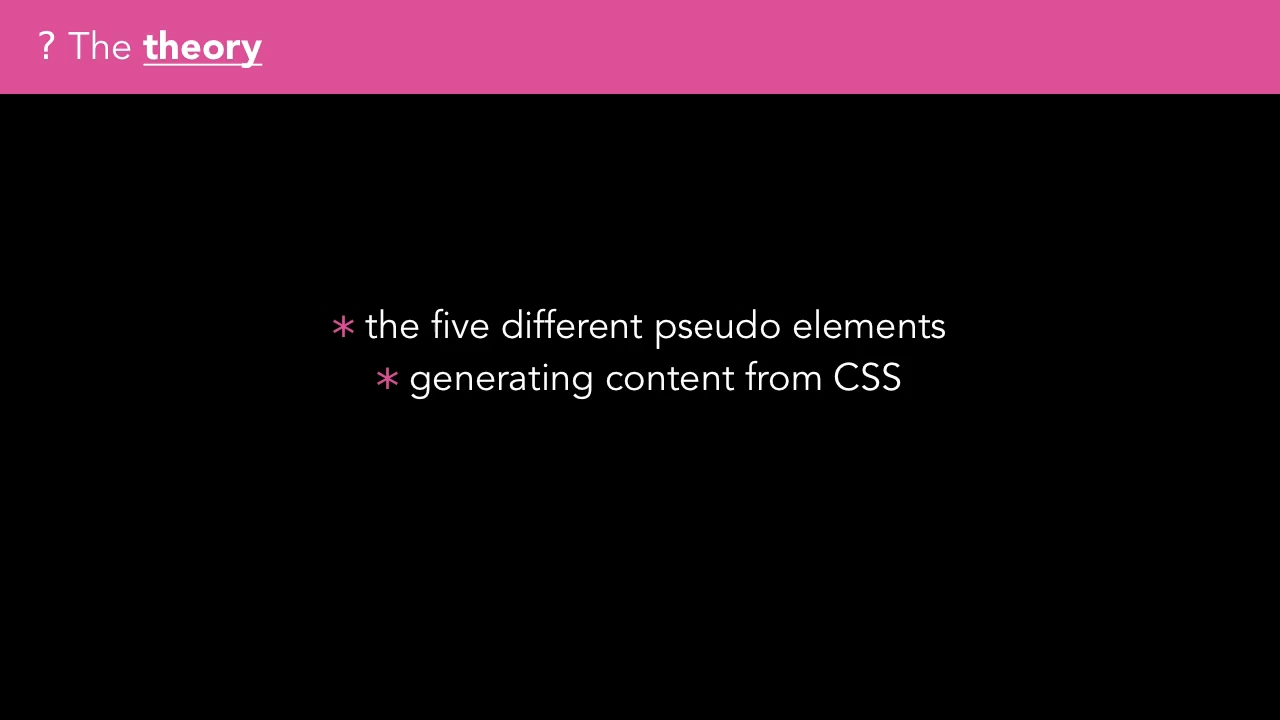 ? The theory
* the five different pseudo elements
* generating content from CSS